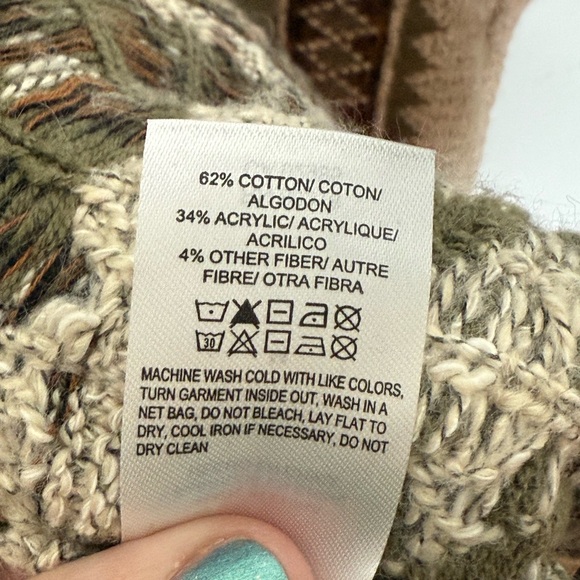 62% COTTON/ COTON/
ALGODON
34% ACRYLIC/ ACRYLIQUE/
ACRILICO
4% OTHER FIBER/ AUTRE
FIBRE/ OTRA FIBRA
30
MACHINE WASH COLD WITH LIKE COLORS,
TURN GARMENT INSIDE OUT, WASH IN A
NET BAG, DO NOT BLEACH, LAY FLAT TO
DRY, COOL IRON IF NECESSARY, DO NOT
DRY CLEAN